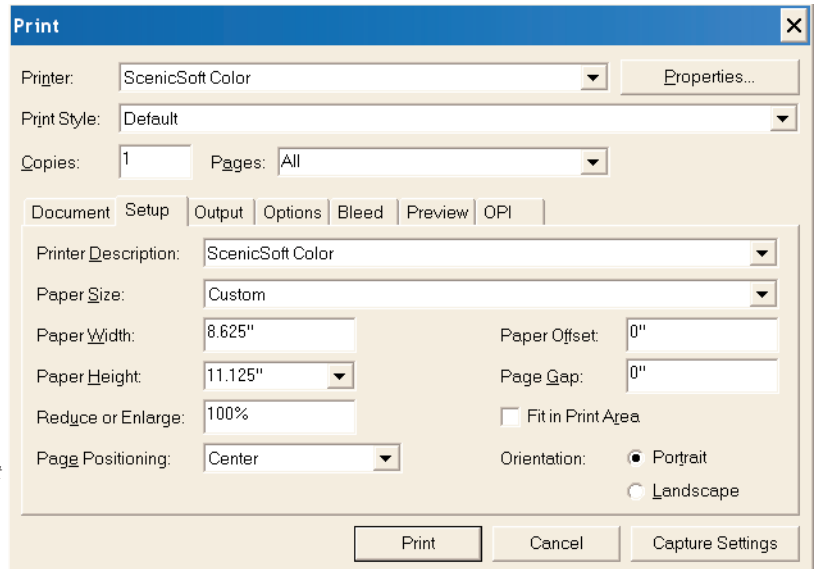 Print
Printer: ScenicSoft Color Properties...
Print Style: Default
Copies: 1 Pages: All
Document Setup Output Options Bleed Preview OPI
Printer Description: ScenicSoft Color
Paper Size: Custom
Paper Width: 8.625" Paper Offset: 0"
Paper Height: 11.125" Page Gap: 0"
Reduce or Enlarge: 100% Fit in Print Area
Page Positioning: Center Orientation: Portrait
Landscape
Print Cancel Capture Settings